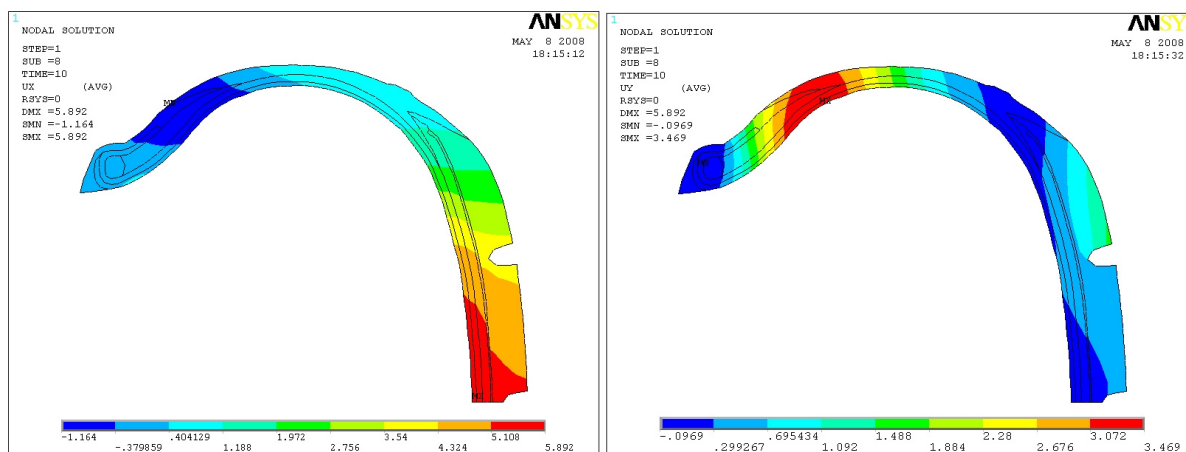 1
ANSYS
NODAL SOLUTION
MAY 8 2008
18:15:12
STEP=1
SUB =8
TIME=10
UX (AVG)
RSYS=0
DMX =5.892
SMN =-1.164
SMX =5.892
MN
MX
-1.164 .404129 1.972 3.54 5.108
-.379859 1.188 2.756 4.324 5.892
1
ANSYS
NODAL SOLUTION
MAY 8 2008
18:15:32
STEP=1
SUB =8
TIME=10
UY (AVG)
RSYS=0
DMX =5.892
SMN =-.0969
SMX =3.469
MX
MN
-.0969 .695434 1.488 2.28 3.072
.299267 1.092 1.884 2.676 3.469